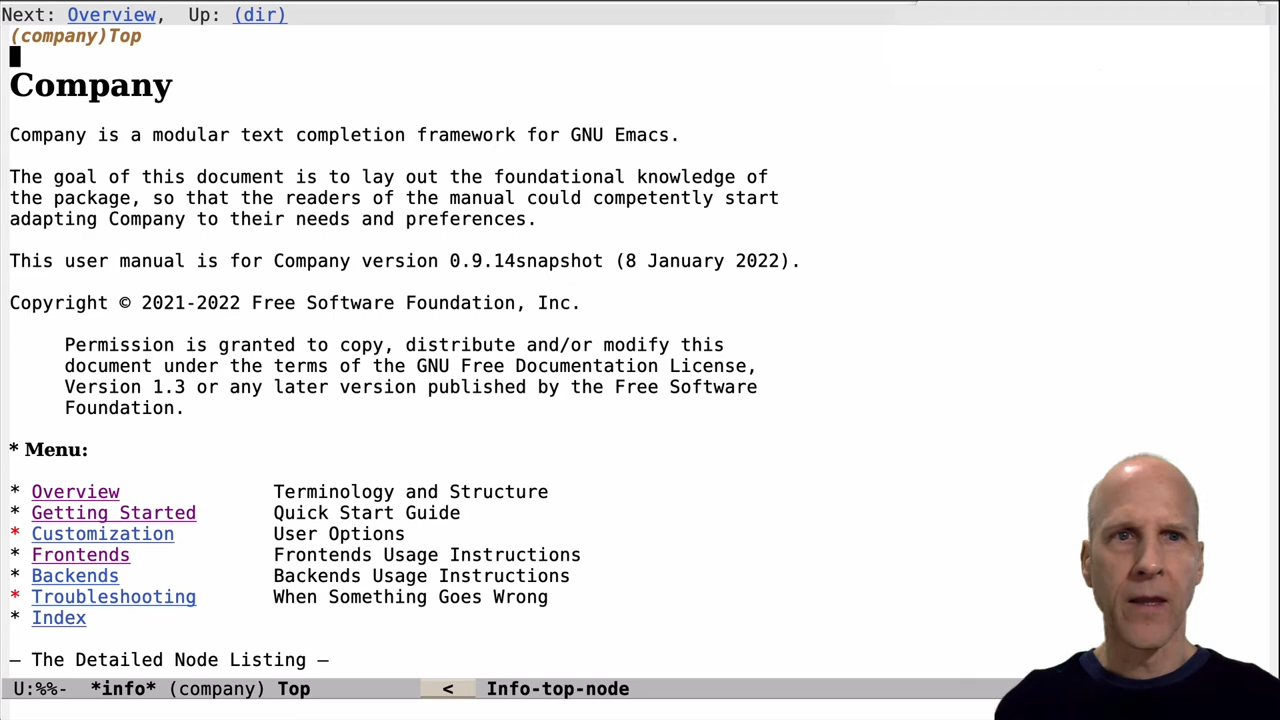 Next: Overview,  Up: (dir)
(company)Top
Company
Company is a modular text completion framework for GNU Emacs.
The goal of this document is to lay out the foundational knowledge of
the package, so that the readers of the manual could competently start
adapting Company to their needs and preferences.
This user manual is for Company version 0.9.14snapshot (8 January 2022).
Copyright © 2021-2022 Free Software Foundation, Inc.
Permission is granted to copy, distribute and/or modify this
document under the terms of the GNU Free Documentation License,
Version 1.3 or any later version published by the Free Software
Foundation.
* Menu:
* Overview Terminology and Structure
* Getting Started Quick Start Guide
* Customization User Options
* Frontends Frontends Usage Instructions
* Backends Backends Usage Instructions
* Troubleshooting When Something Goes Wrong
* Index
— The Detailed Node Listing —
U:%%- *info* (company) Top < Info-top-node